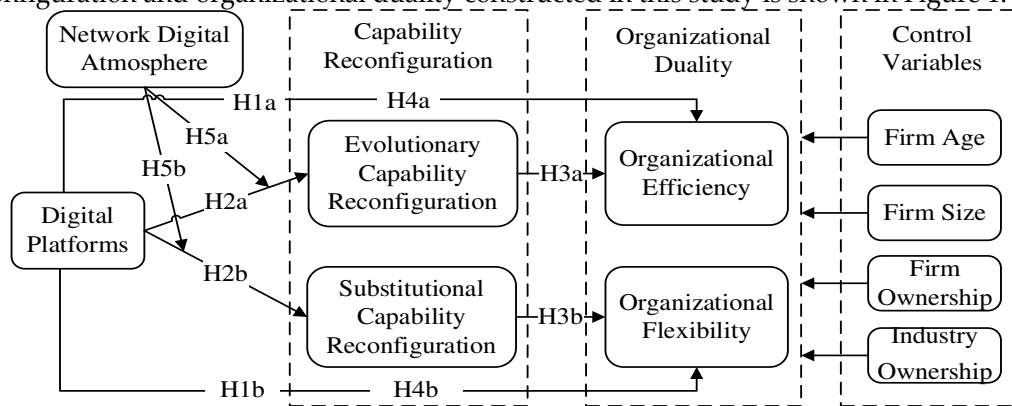 nfiguration and organizational duality constructed in this study is shown in Figure 1.
Network Digital
Atmosphere
Capability
Reconfiguration
Organizational
Duality
Control
Variables
H1a
H4a
H5a
H5b
H2a
H2b
Evolutionary
Capability
Reconfiguration
H3a
Organizational
Efficiency
Firm Age
Firm Size
Digital
Platforms
Substitutional
Capability
Reconfiguration
H3b
Organizational
Flexibility
Firm
Ownership
Industry
Ownership
H1b
H4b